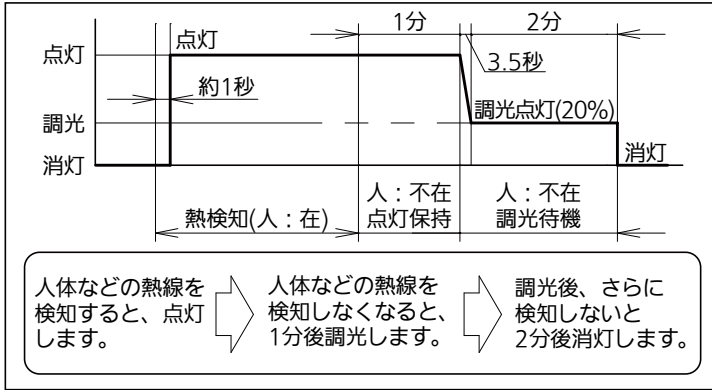 1分
2分
点灯
点灯
3.5秒
約1秒
調光点灯(20%)
調光
消灯
消灯
熱検知(人：在)
人：不在
点灯保持
人：不在
調光待機
人体などの熱線を
検知すると、点灯
します。
人体などの熱線を
検知しなくなると、
1分後調光します。
調光後、さらに
検知しないと
2分後消灯します。